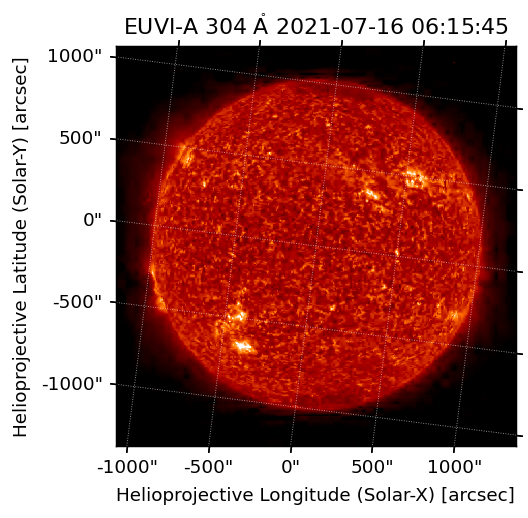 EUVI-A 304 Å 2021-07-16 06:15:45
1000"
500"
0"
-500"
-1000"
Helioprojective Latitude (Solar-Y) [arcsec]
-1000" -500" 0" 500" 1000"
Helioprojective Longitude (Solar-X) [arcsec]